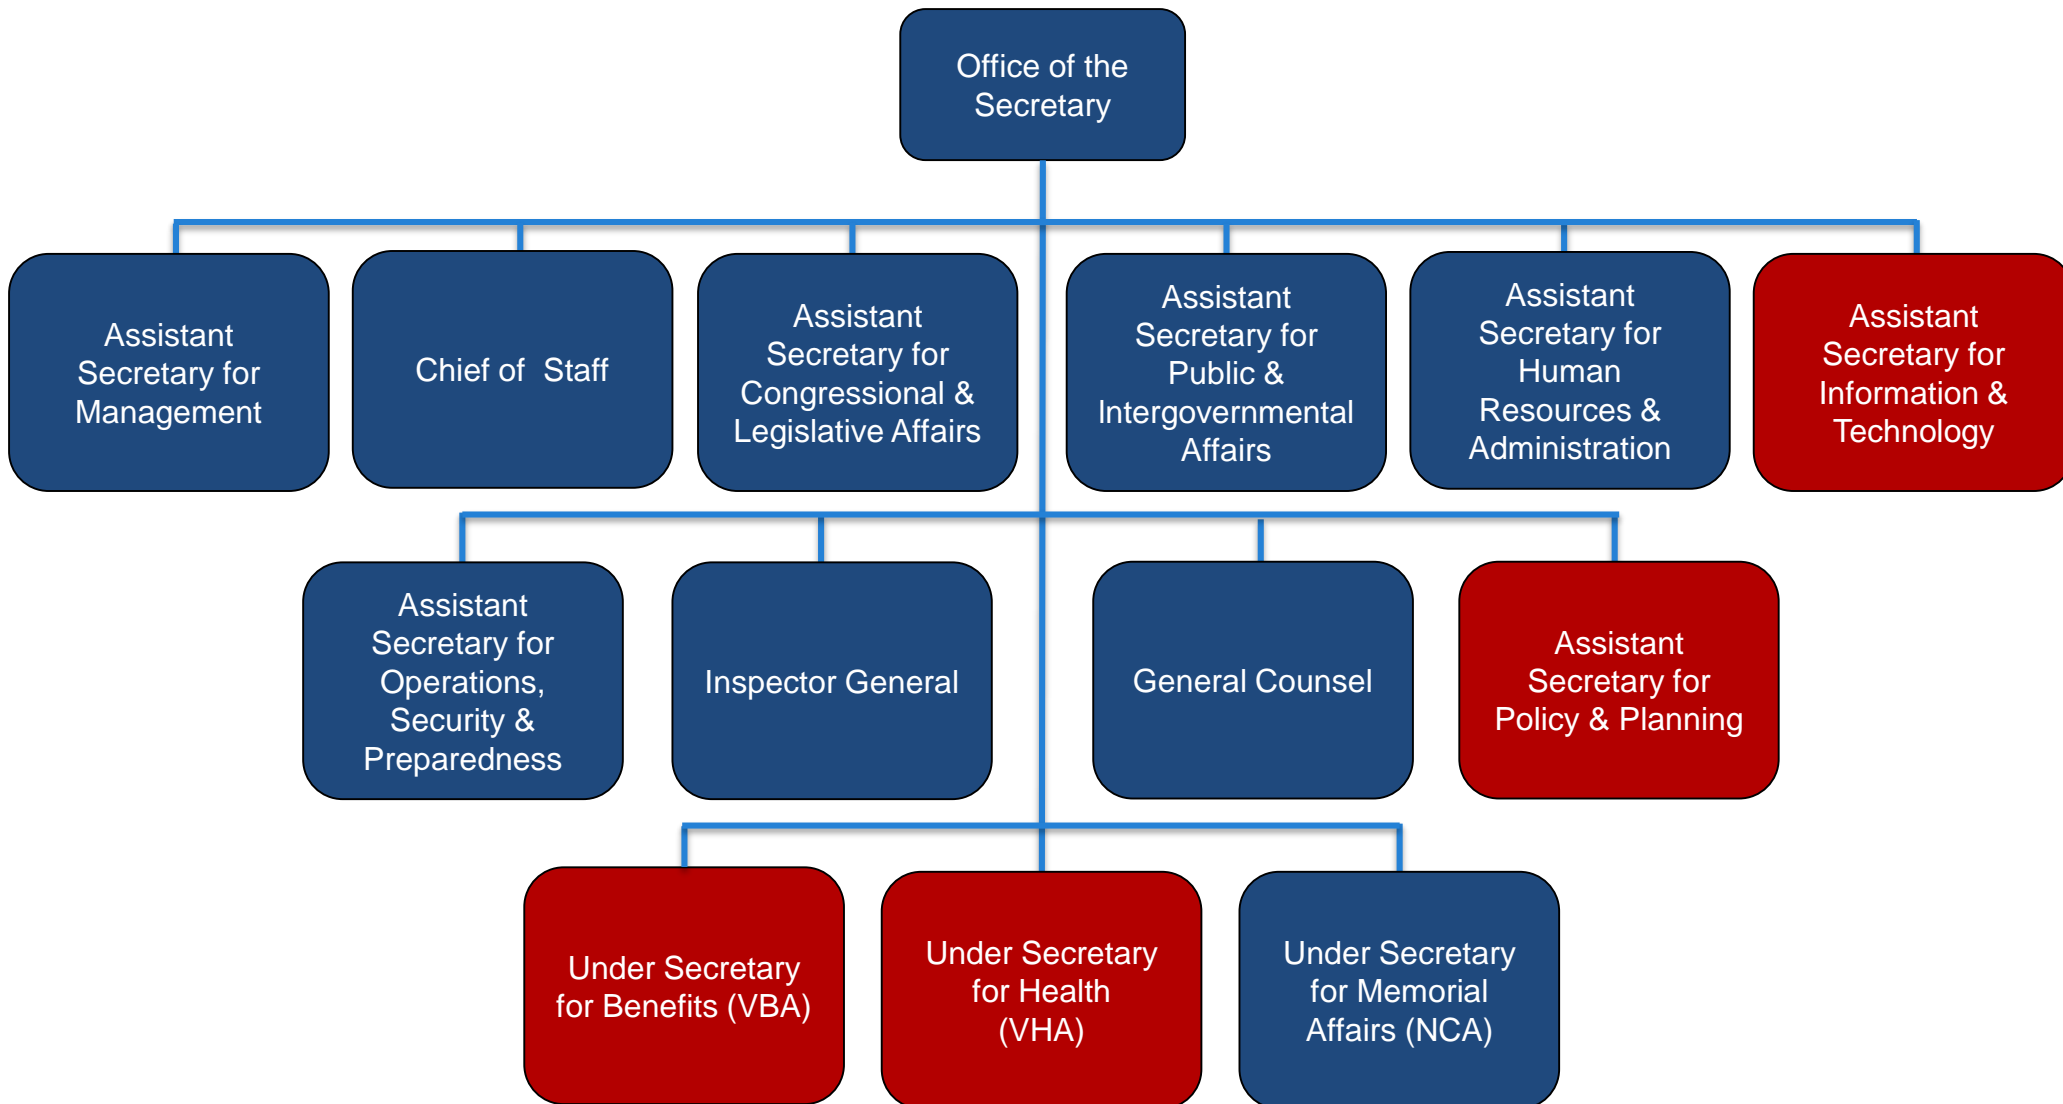 Office of the
Secretary
Assistant
Secretary for
Management
Chief of  Staff
Assistant
Secretary for
Congressional &
Legislative Affairs
Assistant
Secretary for
Public &
Intergovernmental
Affairs
Assistant
Secretary for
Human
Resources &
Administration
Assistant
Secretary for
Information &
Technology
Assistant
Secretary for
Operations,
Security &
Preparedness
Inspector General
General Counsel
Assistant
Secretary for
Policy & Planning
Under Secretary
for Benefits (VBA)
Under Secretary
for Health
(VHA)
Under Secretary
for Memorial
Affairs (NCA)